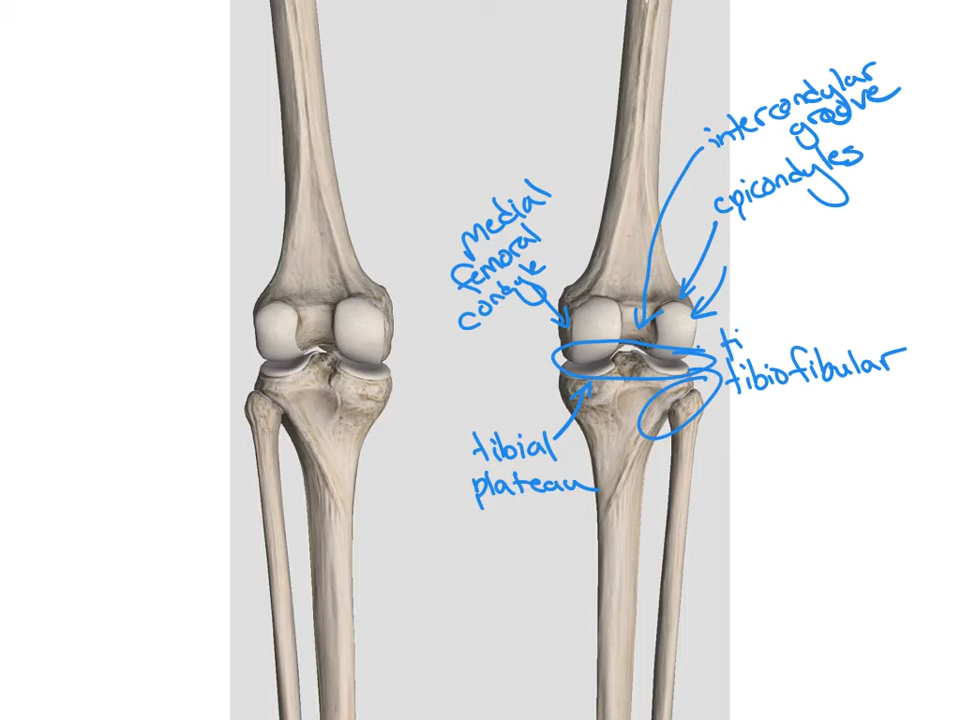 intercondylar
groove
epicondyles
medial
femoral
condyle
ti
tibiofibular
tibial
plateau